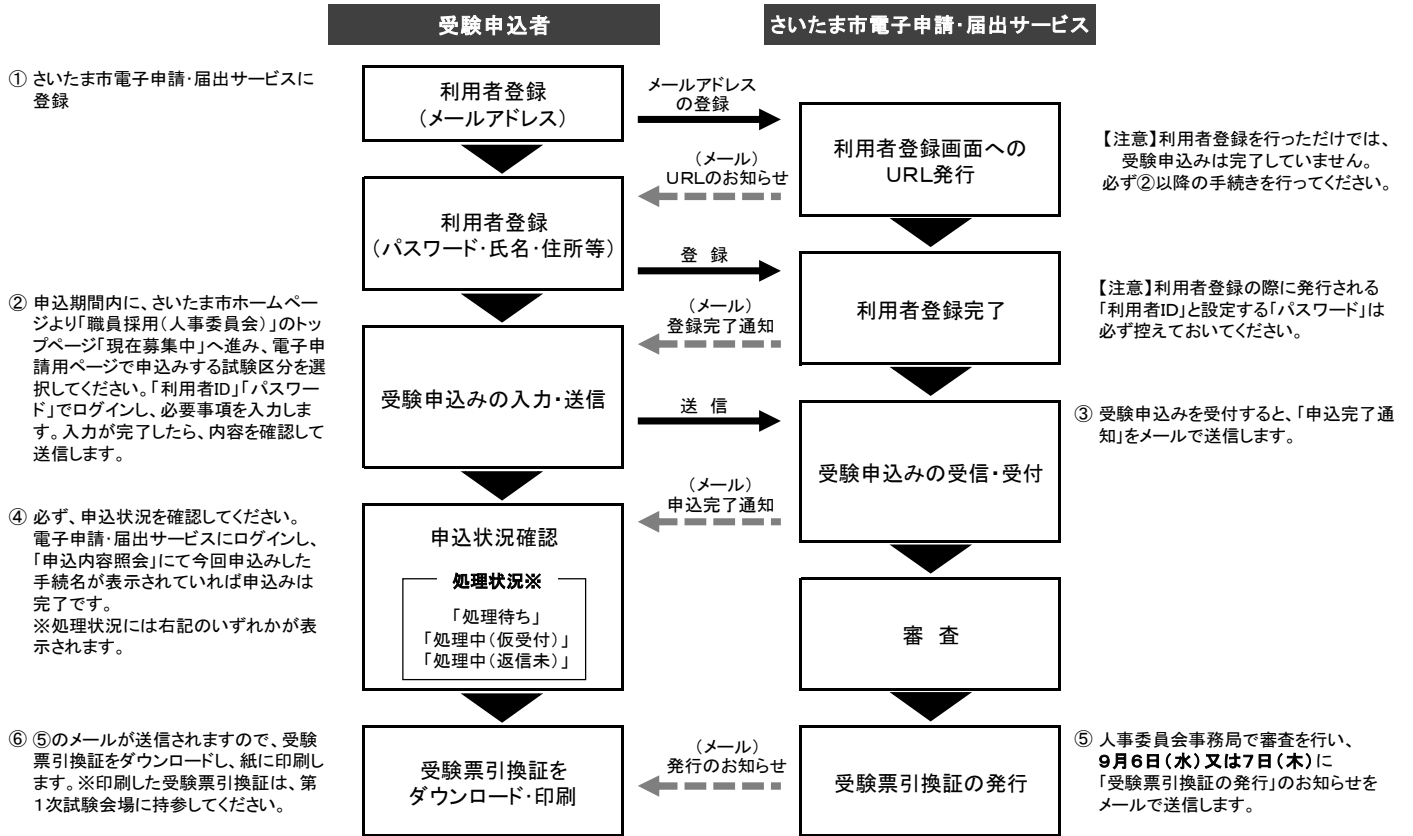 受験申込者
さいたま市電子申請・届出サービス
① さいたま市電子申請・届出サービスに
登録
利用者登録
（メールアドレス）
メールアドレス
の登録
利用者登録画面への
ＵＲＬ発行
【注意】利用者登録を行っただけでは、
受験申込みは完了していません。
必ず②以降の手続きを行ってください。
（メール）
ＵＲＬのお知らせ
利用者登録
（パスワード・氏名・住所等）
登　録
利用者登録完了
【注意】利用者登録の際に発行される
「利用者ID」と設定する「パスワード」は
必ず控えておいてください。
（メール）
登録完了通知
② 申込期間内に、さいたま市ホームペー
ジより「職員採用（人事委員会）」のトッ
プページ「現在募集中」へ進み、電子申
請用ページで申込みする試験区分を選
択してください。「利用者ID」「パスワー
ド」でログインし、必要事項を入力しま
す。入力が完了したら、内容を確認して
送信します。
受験申込みの入力・送信
送　信
受験申込みの受信・受付
③ 受験申込みを受付すると、「申込完了通
知」をメールで送信します。
（メール）
申込完了通知
④ 必ず、申込状況を確認してください。
電子申請・届出サービスにログインし、
「申込内容照会」にて今回申込みした
手続名が表示されていれば申込みは
完了です。
※処理状況には右記のいずれかが表
示されます。
申込状況確認
処理状況※
「処理待ち」
「処理中（仮受付）」
「処理中（返信未）」
審　査
⑥ ⑤のメールが送信されますので、受験
票引換証をダウンロードし、紙に印刷し
ます。※印刷した受験票引換証は、第
１次試験会場に持参してください。
受験票引換証を
ダウンロード・印刷
（メール）
発行のお知らせ
受験票引換証の発行
⑤ 人事委員会事務局で審査を行い、
９月６日（水）又は７日（木）に
「受験票引換証の発行」のお知らせを
メールで送信します。